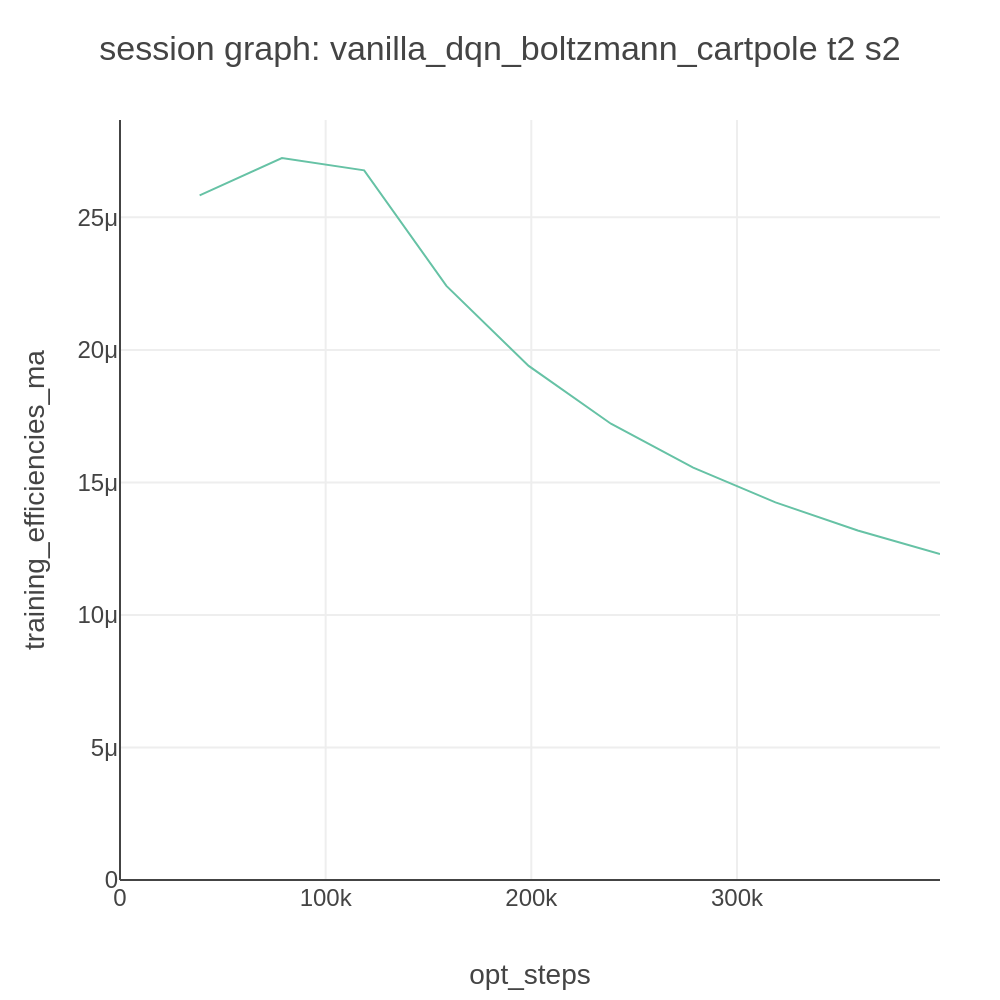 session graph: vanilla_dqn_boltzmann_cartpole t2 s2
training_efficiencies_ma
25μ
20μ
15μ
10μ
5μ
0
0
100k
200k
300k
opt_steps